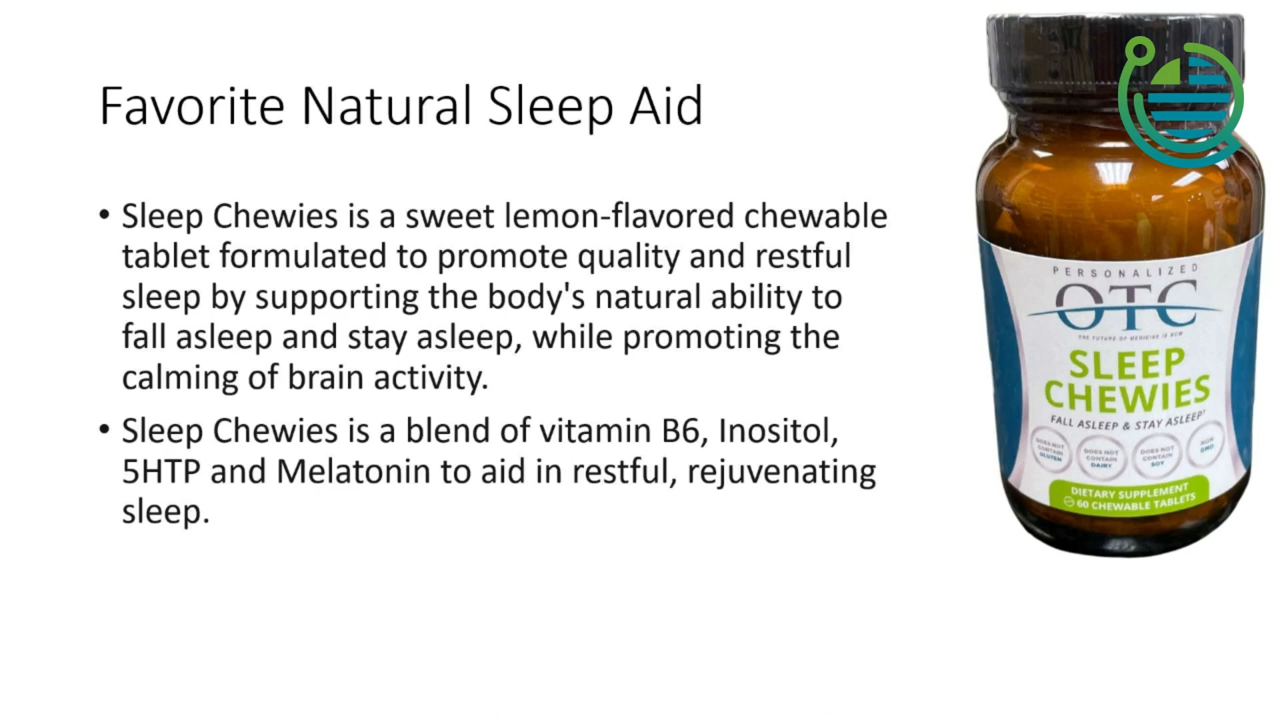 Favorite Natural Sleep Aid
• Sleep Chewies is a sweet lemon-flavored chewable
tablet formulated to promote quality and restful
sleep by supporting the body's natural ability to
fall asleep and stay asleep, while promoting the
calming of brain activity.
• Sleep Chewies is a blend of vitamin B6, Inositol,
5HTP and Melatonin to aid in restful, rejuvenating
sleep.
PERSONALIZED
OTC
THE FUTURE OF MEDICINE IS NOW
SLEEP
CHEWIES
FALL ASLEEP & STAY ASLEEP†
DOES NOT
CONTAIN
GLUTEN
DOES NOT
CONTAIN
DAIRY
DOES NOT
CONTAIN
SOY
NON
GMO
DIETARY SUPPLEMENT
60 CHEWABLE TABLETS